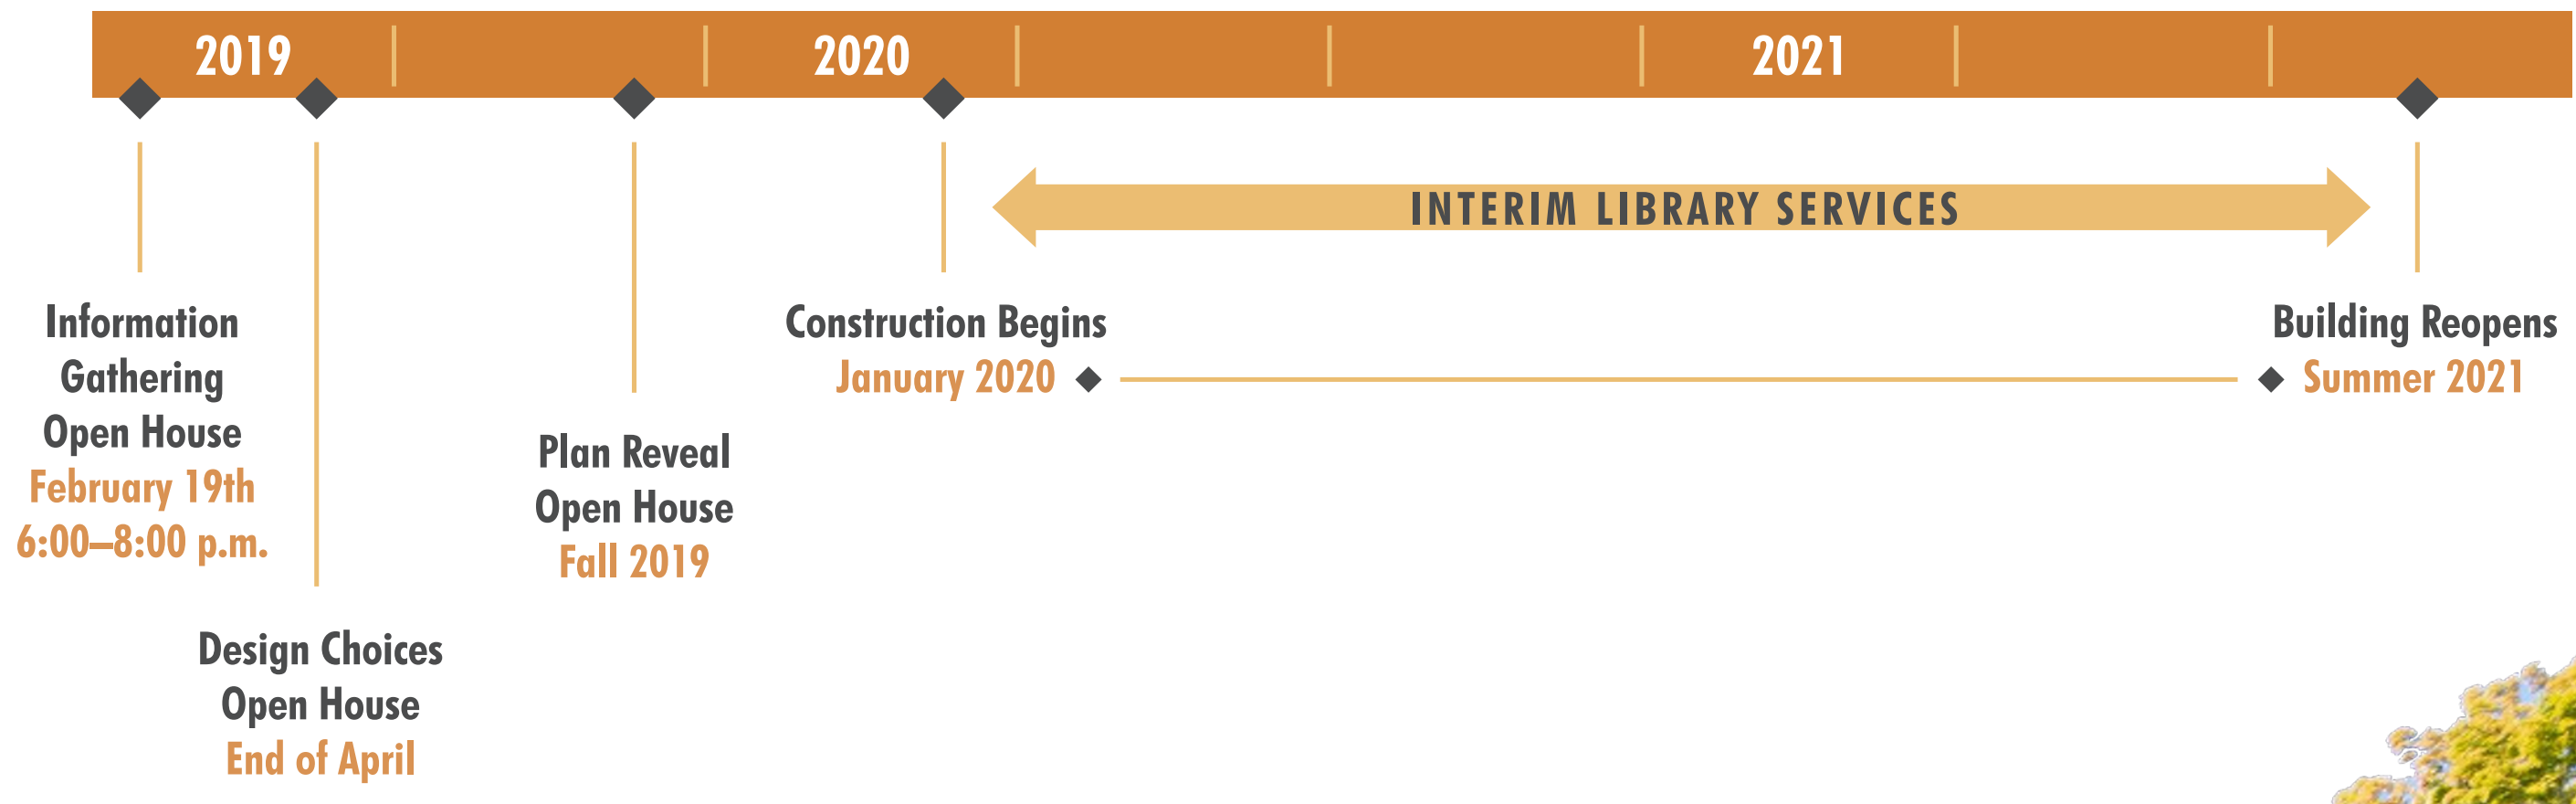 2019
2020
2021
INTERIM LIBRARY SERVICES
Information
Gathering
Open House
February 19th
6:00–8:00 p.m.
Design Choices
Open House
End of April
Plan Reveal
Open House
Fall 2019
Construction Begins
January 2020
Building Reopens
Summer 2021